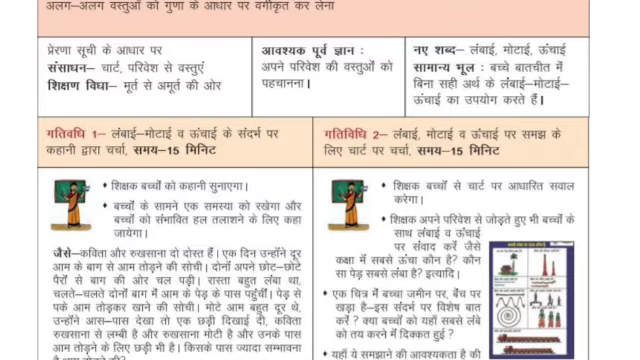 अलग–अलग वस्तुओं को गुणा के आधार पर वर्गीकृत कर लेना
प्रेरणा सूची के आधार पर
संसाधन– चार्ट, परिवेश से वस्तुएं
शिक्षण विधा– मूर्त से अमूर्त की ओर
आवश्यक पूर्व ज्ञान :
अपने परिवेश की वस्तुओं को
पहचानना।
नए शब्द– लंबाई, मोटाई, ऊंचाई
सामान्य भूल : बच्चे बातचीत में
बिना सही अर्थ के लंबाई–मोटाई–
ऊंचाई का उपयोग करते हैं।
गतिवधि 1– लंबाई–मोटाई व ऊंचाई के संदर्भ पर
कहानी द्वारा चर्चा, समय–15 मिनिट
• शिक्षक बच्चों को कहानी सुनाएगा।
• बच्चों के सामने एक समस्या को रखेगा और
बच्चों को संभावित हल तलाशने के लिए कहा
जायेगा।
जैसे– कविता और रुखसाना दो दोस्त हैं। एक दिन उन्होंने दूर
आम के बाग से आम तोड़ने की सोची। दोनों अपने छोट–छोटे
पैरों से बाग की ओर चल पड़ी। रास्ता बहुत लंबा था,
चलते–चलते दोनों बाग में आम के पेड़ के पास पहुँचीं। पेड़ से
पके आम तोड़कर खाने की सोची। मोटे आम बहुत दूर थे,
उन्होंने आस–पास देखा तो एक छड़ी दिखाई दी, कविता
रुखसाना से लम्बी है और रुखसाना मोटी है और उनके पास
आम तोड़ने के लिए छड़ी भी है। किसके पास ज्यादा सम्भावना
है आम तोड़ने की?
गतिविधि 2– लंबाई, मोटाई व ऊंचाई पर समझ के
लिए चार्ट पर चर्चा, समय–15 मिनिट
• शिक्षक बच्चों से चार्ट पर आधारित सवाल
करेगा।
• शिक्षक अपने परिवेश से जोड़ते हुए भी बच्चों के
साथ लंबाई व ऊंचाई
पर संवाद करें जैसे
कक्षा में सबसे ऊंचा कौन है? कौन
सा पेड़ सबसे लंबा है? इत्यादि।
• एक चित्र में बच्चा जमीन पर, बेंच पर
खड़ा है–इस संदर्भ पर विशेष बात
करें? क्या बच्चों को यहाँ सबसे लंबे
को तय करने में दिक्कत हुई?
• यहाँ ये समझाने की आवश्यकता है की